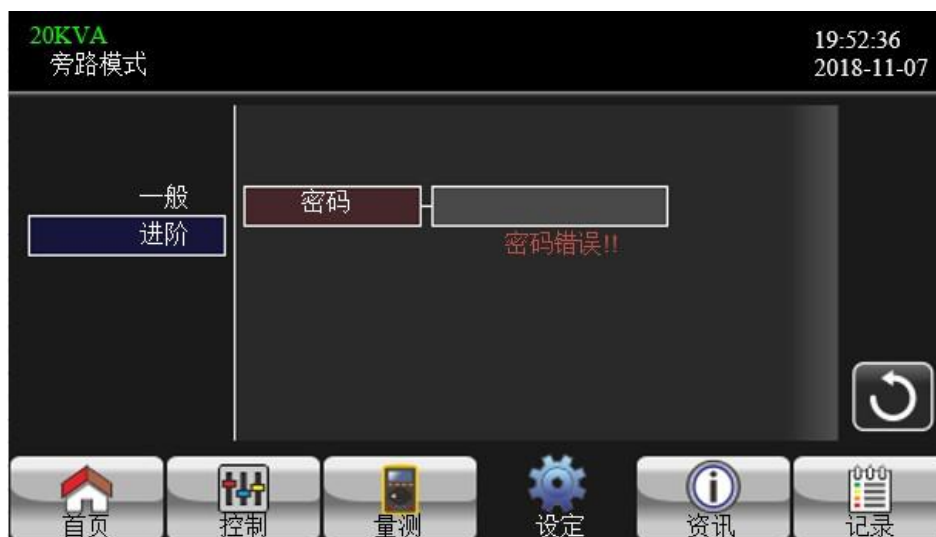 20KVA
旁路模式
19:52:36
2018-11-07
一般
进阶
密码
密码错误!!
首页
控制
量测
设定
资讯
记录